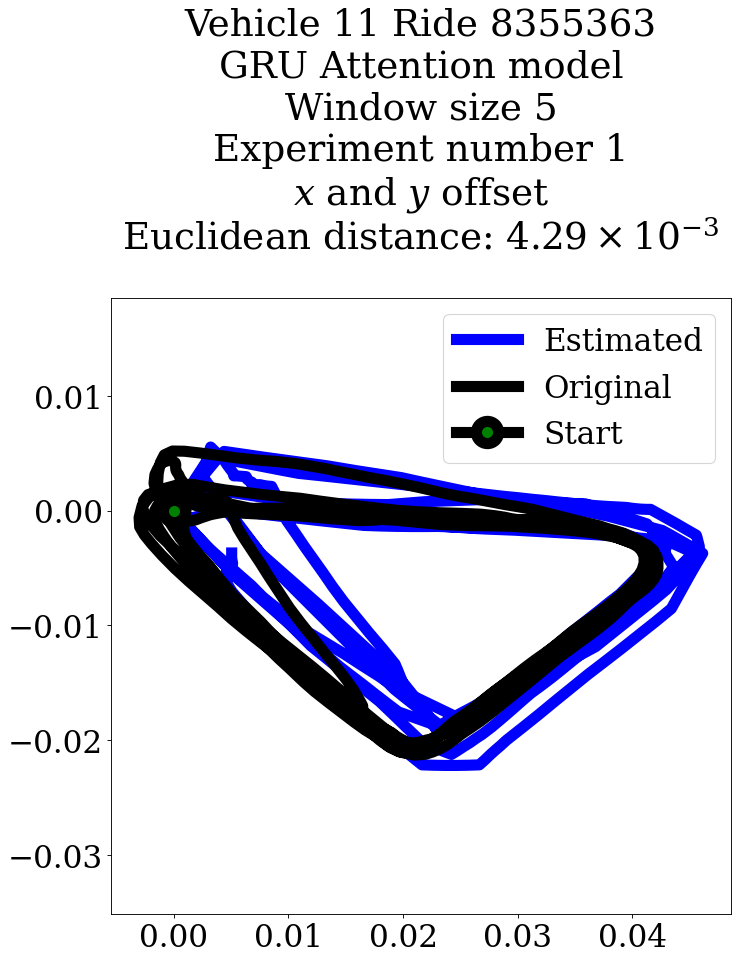 Vehicle 11 Ride 8355363
GRU Attention model
Window size 5
Experiment number 1
x and y offset
Euclidean distance: 4.29 × 10⁻³
Estimated
Original
Start
0.01
0.00
−0.01
−0.02
−0.03
0.00 0.01 0.02 0.03 0.04